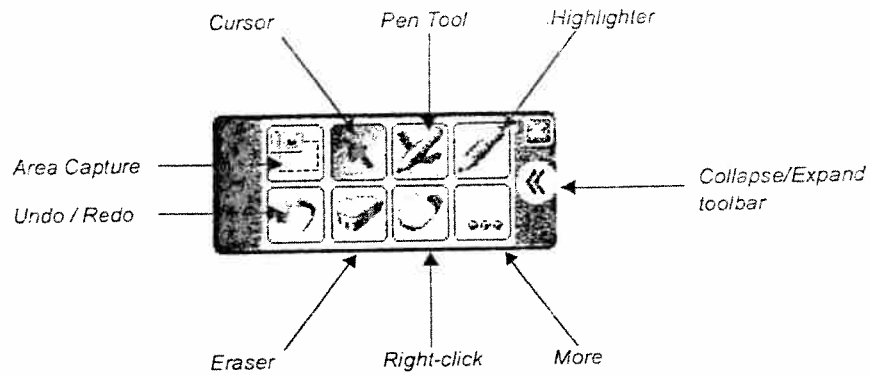 Cursor
Pen Tool
Highlighter
Area Capture
Collapse/Expand
toolbar
Undo / Redo
Eraser
Right-click
More